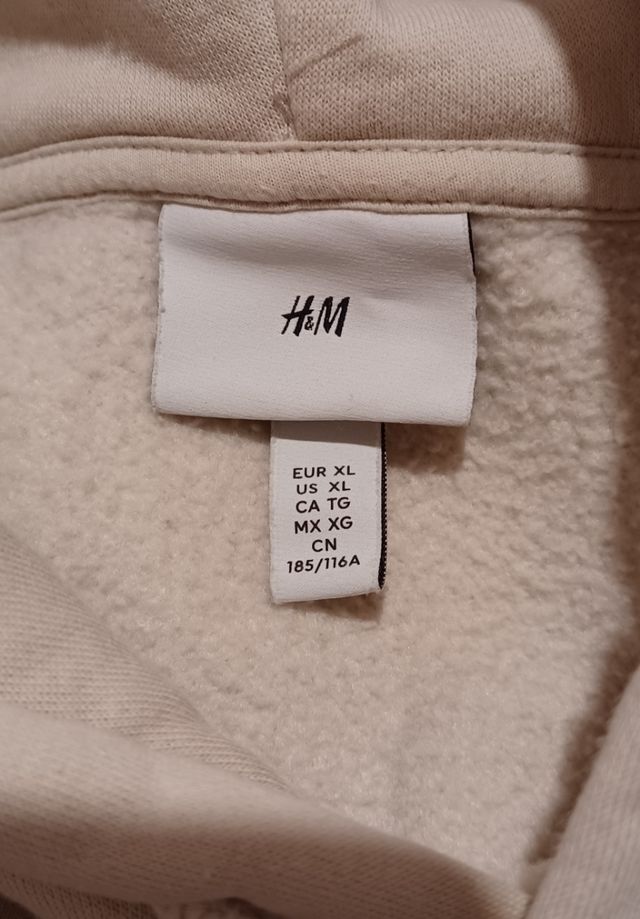 H&M
EUR XL
US XL
CA TG
MX XG
CN
185/116A